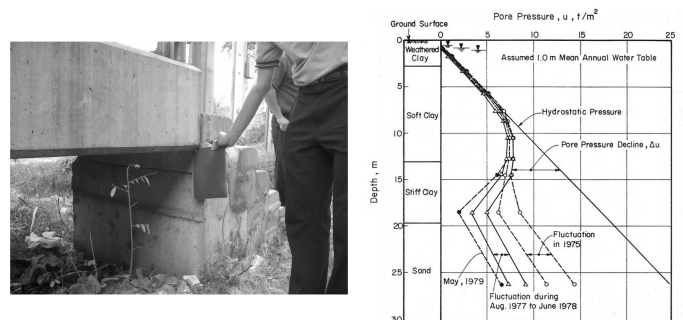 Pore Pressure , u , t/m²
Ground Surface
0 5 10 15 20 25
0
Weathered
Clay
Assumed 1.0 m Mean Annual Water Table
5
Soft Clay
Hydrostatic Pressure
10
Pore Pressure Decline , Δu
Depth , m
15
Stiff Clay
20
Fluctuation
in 1975
Sand
25
May , 1979
Fluctuation during
Aug. 1977 to June 1978
30